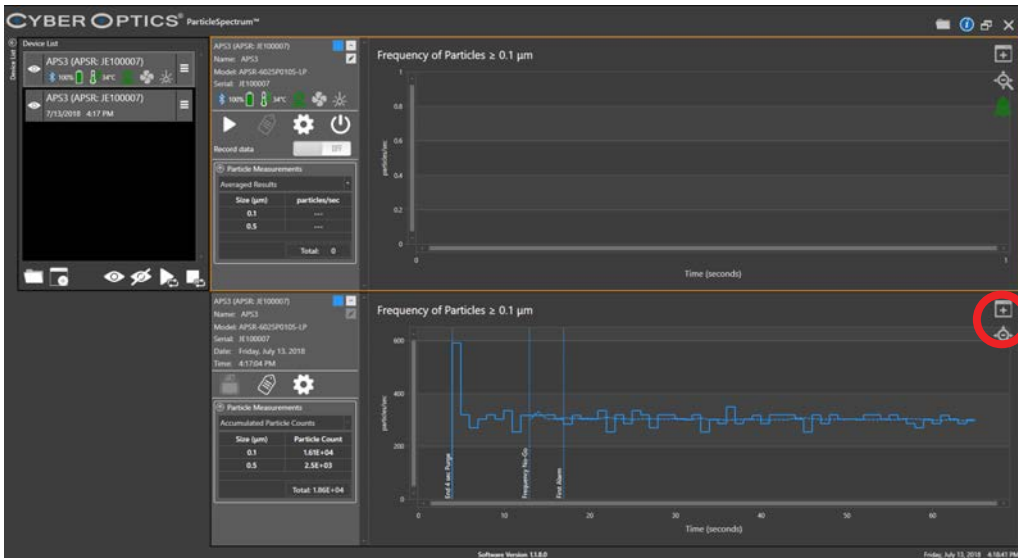 CYBEROPTICS® ParticleSpectrum™
Device List
Device List
APS3 (APSR: JE100007)
100% 34°C
APS3 (APSR: JE100007)
7/13/2018 4:17 PM
APS3 (APSR: JE100007)
Name: APS3
Model: APSR-6025P0105-LP
Serial: JE100007
100% 34°C
Record data OFF
Particle Measurements
Averaged Results
Size (µm) particles/sec
0.1 ---
0.5 ---
Total: 0
Frequency of Particles ≥ 0.1 µm
particles/sec
1
0.8
0.6
0.4
0.2
0
0 1
Time (seconds)
APS3 (APSR: JE100007)
Name: APS3
Model: APSR-6025P0105-LP
Serial: JE100007
Date: Friday, July 13, 2018
Time: 4:17:04 PM
Particle Measurements
Accumulated Particle Counts
Size (µm) Particle Count
0.1 1.61E+04
0.5 2.5E+03
Total: 1.86E+04
Frequency of Particles ≥ 0.1 µm
particles/sec
600
400
200
0
End 4 sec Purge
Frequency No-Go
First Alarm
0 10 20 30 40 50 60
Time (seconds)
Software Version 1.1.8.0
Friday, July 13, 2018 4:18:47 PM